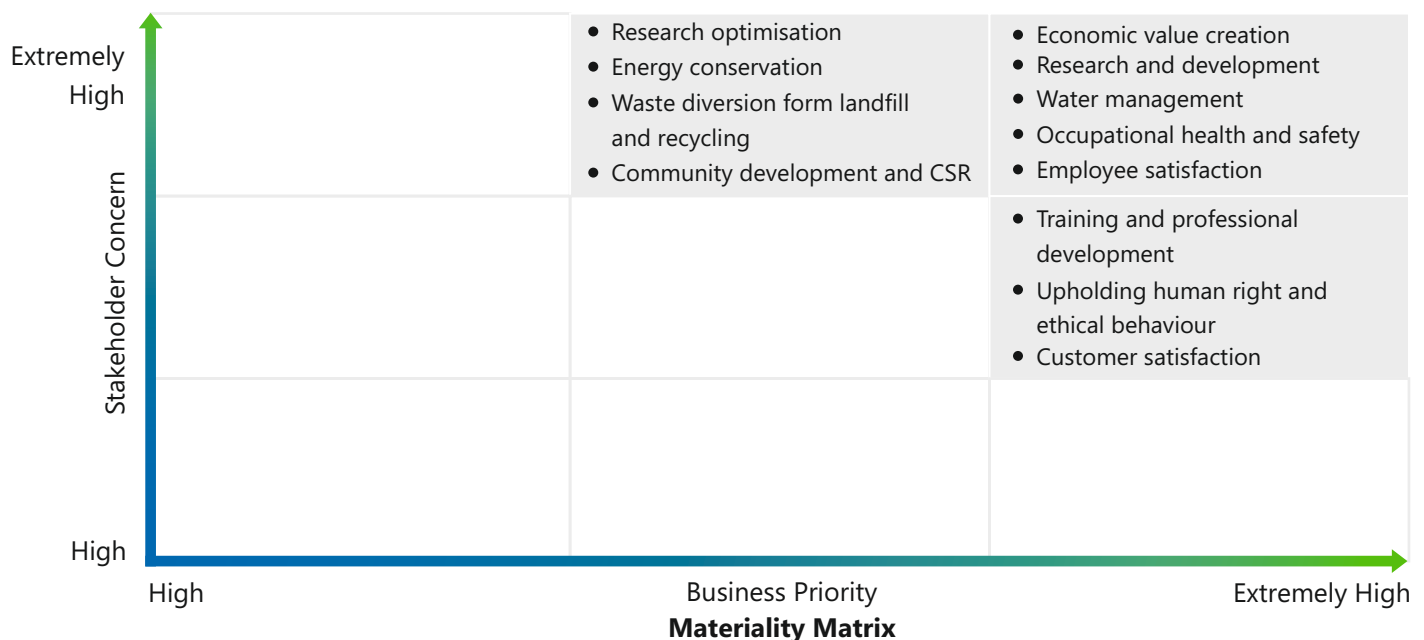 Extremely
High
Stakeholder Concern
High
• Research optimisation
• Energy conservation
• Waste diversion form landfill
and recycling
• Community development and CSR
• Economic value creation
• Research and development
• Water management
• Occupational health and safety
• Employee satisfaction
• Training and professional
development
• Upholding human right and
ethical behaviour
• Customer satisfaction
High
Business Priority
Extremely High
Materiality Matrix